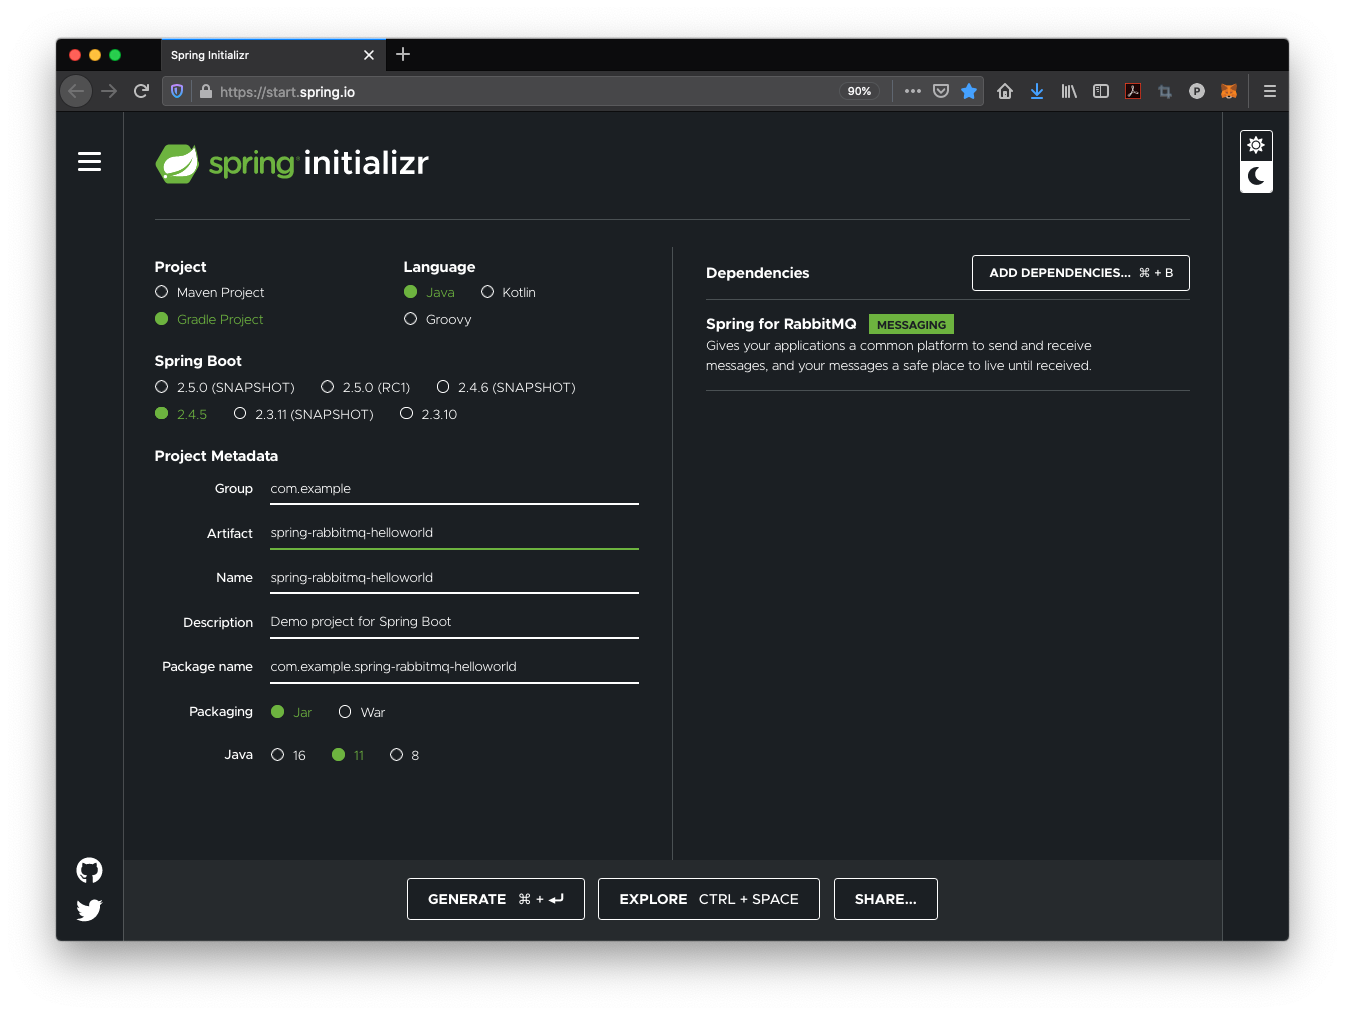 Spring Initializr
https://start.spring.io
90%
spring initializr
Project
Maven Project
Gradle Project
Language
Java Kotlin
Groovy
Spring Boot
2.5.0 (SNAPSHOT) 2.5.0 (RC1) 2.4.6 (SNAPSHOT)
2.4.5 2.3.11 (SNAPSHOT) 2.3.10
Project Metadata
Group com.example
Artifact spring-rabbitmq-helloworld
Name spring-rabbitmq-helloworld
Description Demo project for Spring Boot
Package name com.example.spring-rabbitmq-helloworld
Packaging Jar War
Java 16 11 8
Dependencies
ADD DEPENDENCIES... ⌘ + B
Spring for RabbitMQ MESSAGING
Gives your applications a common platform to send and receive
messages, and your messages a safe place to live until received.
GENERATE ⌘ + ⏎
EXPLORE CTRL + SPACE
SHARE...